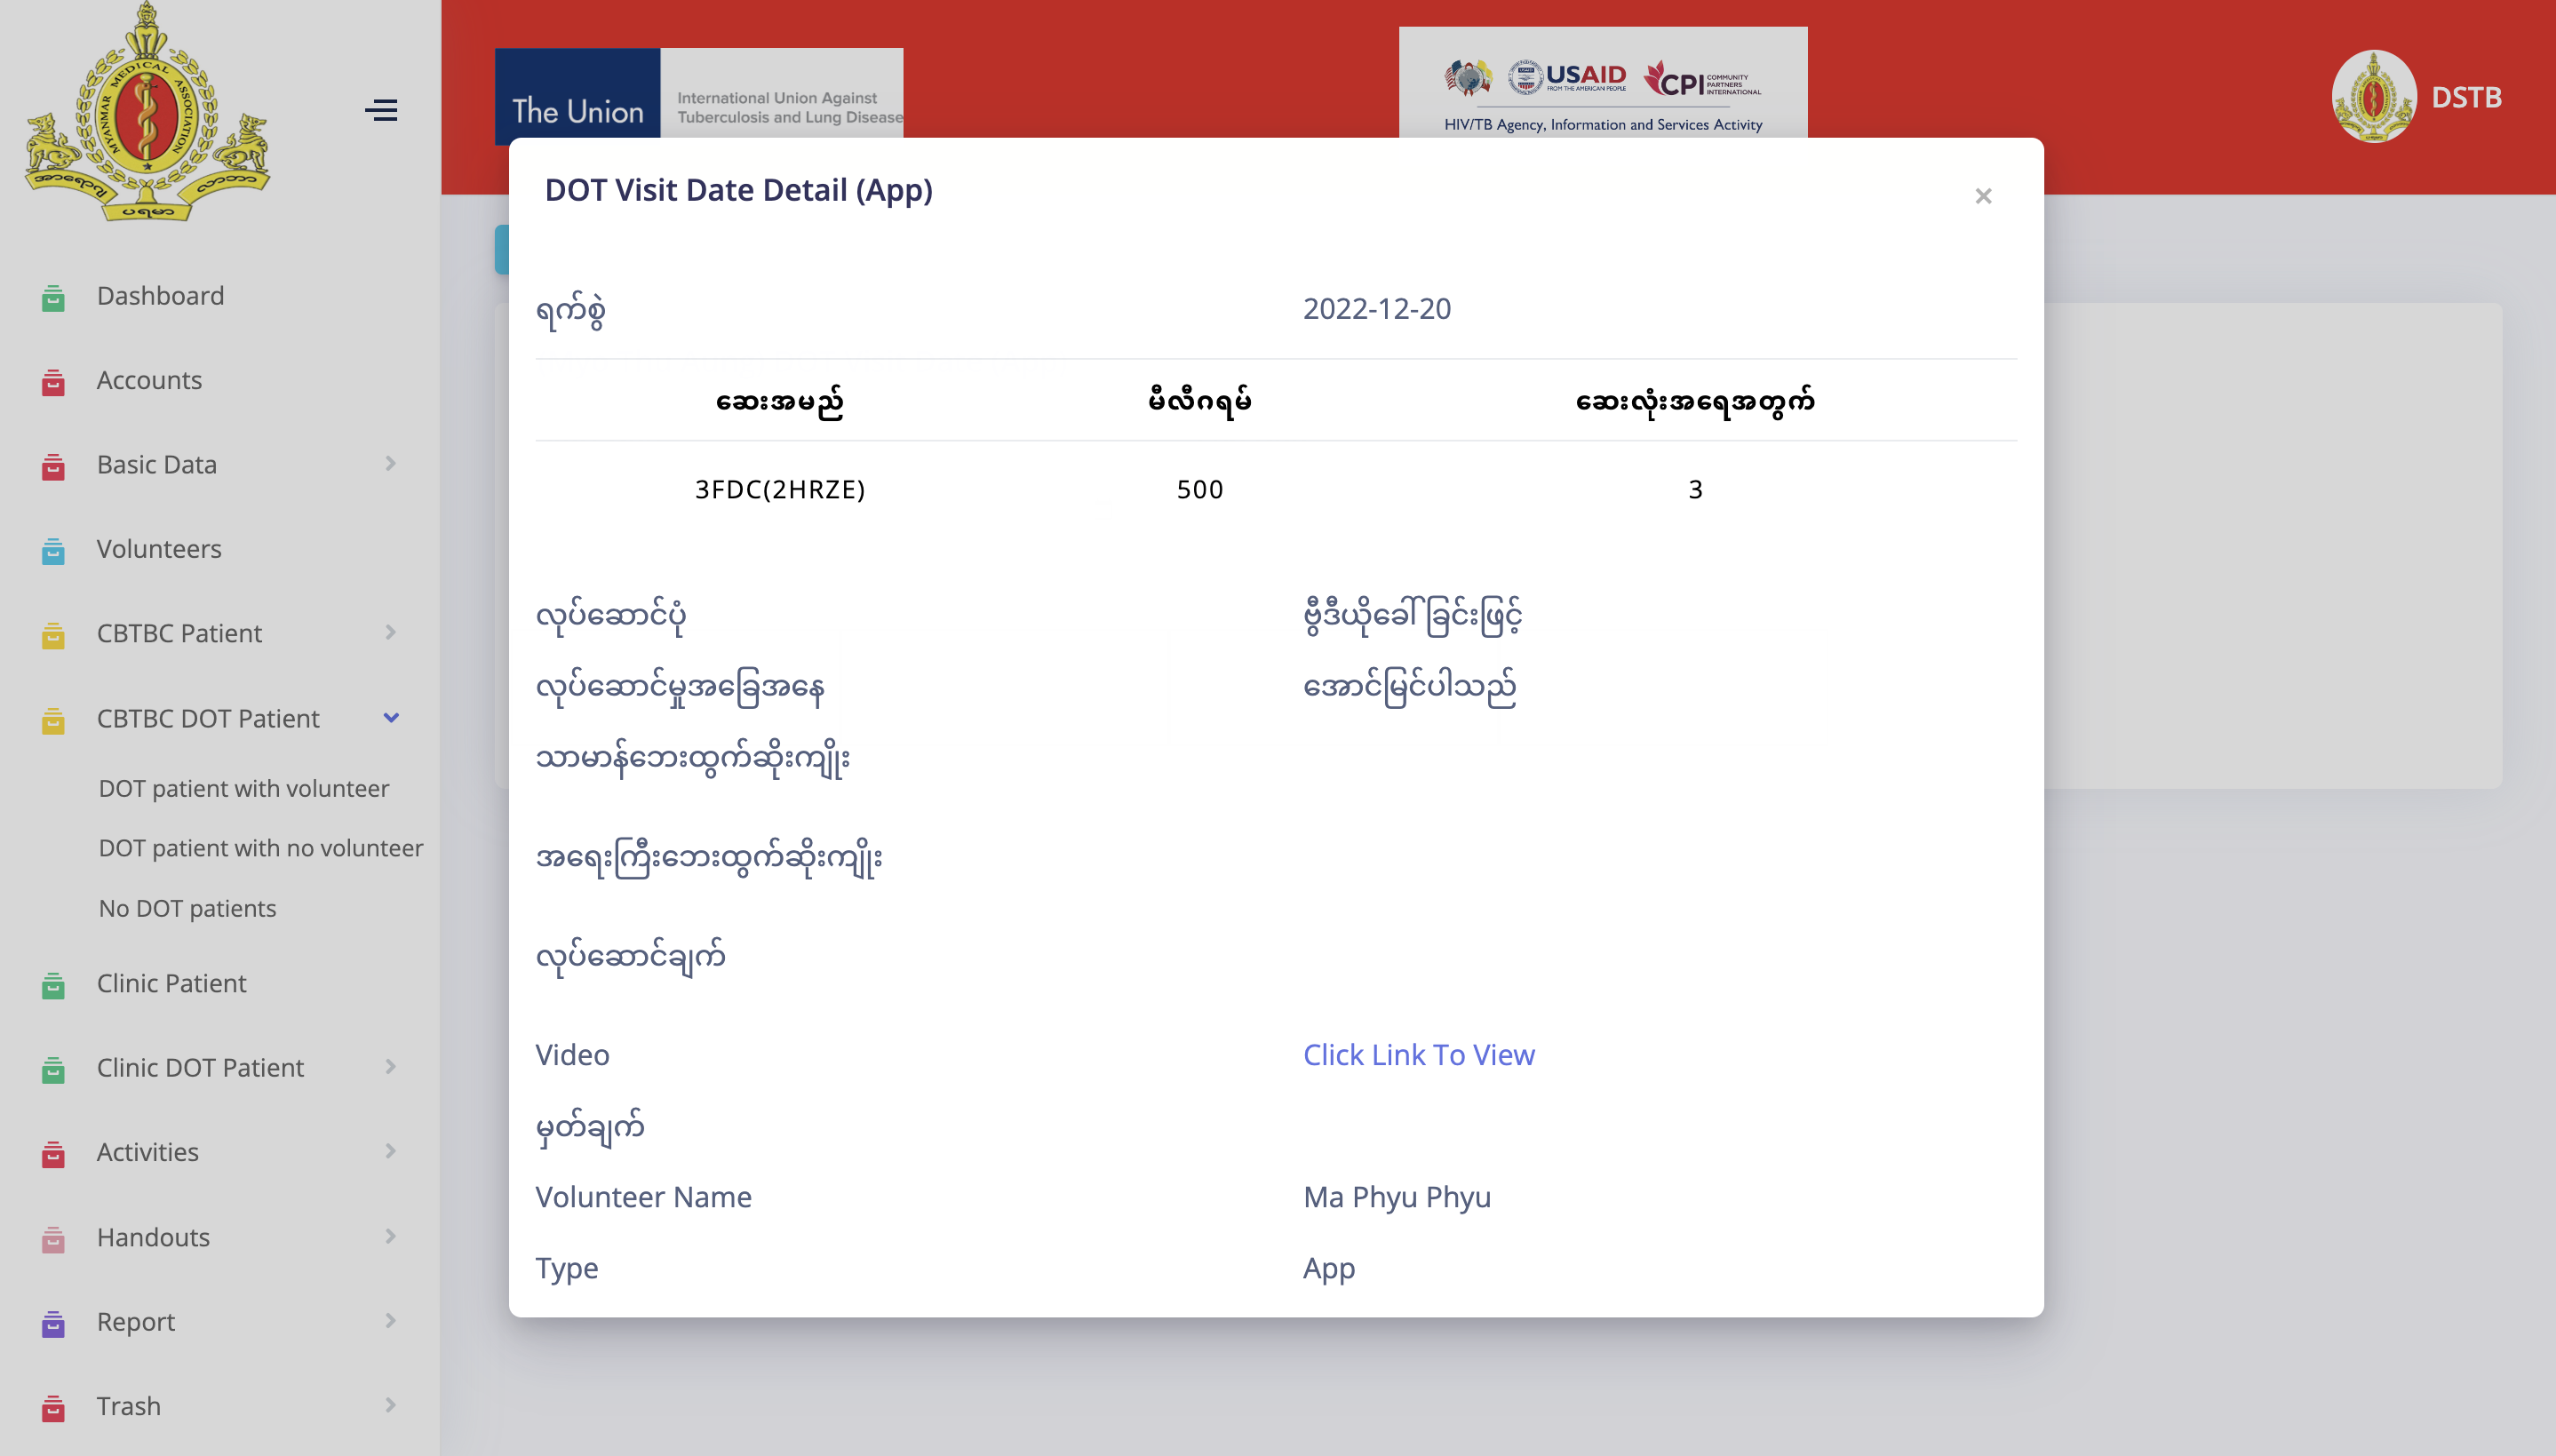 MYANMAR MEDICAL ASSOCIATION
အာရောဂျ ပရမာ လာဘာ
The Union
International Union Against
Tuberculosis and Lung Disease
USAID
FROM THE AMERICAN PEOPLE
CPI COMMUNITY
PARTNERS
INTERNATIONAL
HIV/TB Agency, Information and Services Activity
DSTB
Dashboard
Accounts
Basic Data
Volunteers
CBTBC Patient
CBTBC DOT Patient
DOT patient with volunteer
DOT patient with no volunteer
No DOT patients
Clinic Patient
Clinic DOT Patient
Activities
Handouts
Report
Trash
DOT Visit Date Detail (App)
×
ရက်စွဲ 2022-12-20
ဆေးအမည် မီလီဂရမ် ဆေးလုံးအရေအတွက်
3FDC(2HRZE) 500 3
လုပ်ဆောင်ပုံ ဗွီဒီယိုခေါ်ခြင်းဖြင့်
လုပ်ဆောင်မှုအခြေအနေ အောင်မြင်ပါသည်
သာမာန်ဘေးထွက်ဆိုးကျိုး
အရေးကြီးဘေးထွက်ဆိုးကျိုး
လုပ်ဆောင်ချက်
Video Click Link To View
မှတ်ချက်
Volunteer Name Ma Phyu Phyu
Type App